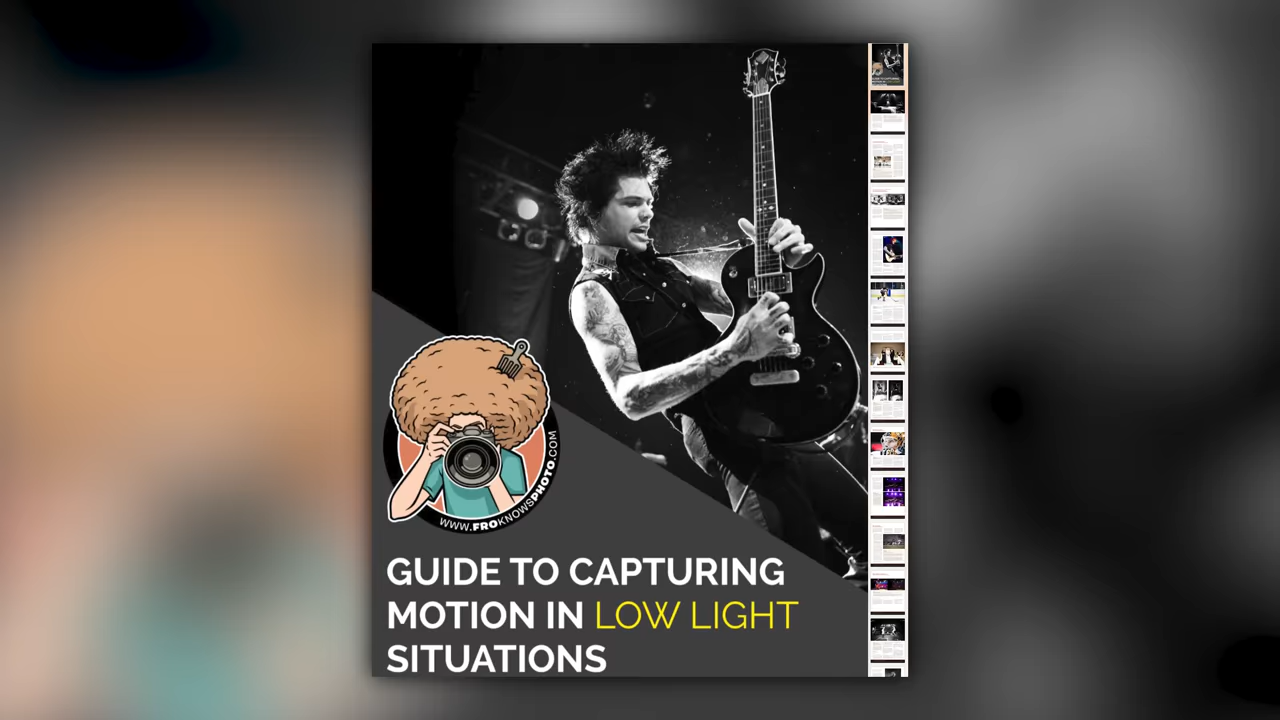 WWW.FROKNOWSPHOTO.COM
GUIDE TO CAPTURING
MOTION IN LOW LIGHT
SITUATIONS